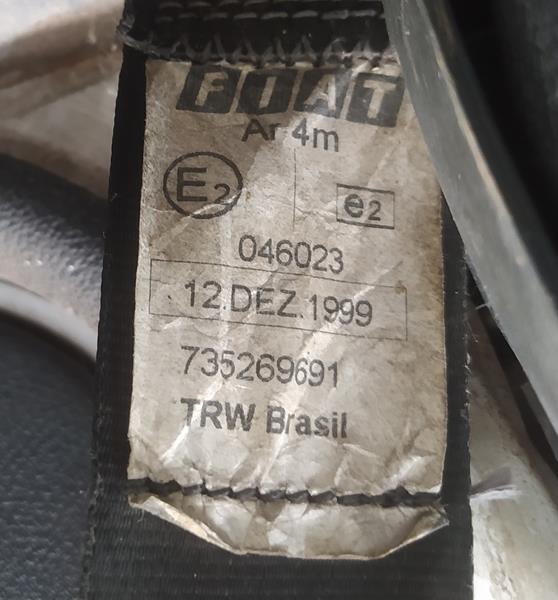 FIAT
Ar 4m
E2 e2
046023
12.DEZ.1999
735269691
TRW Brasil